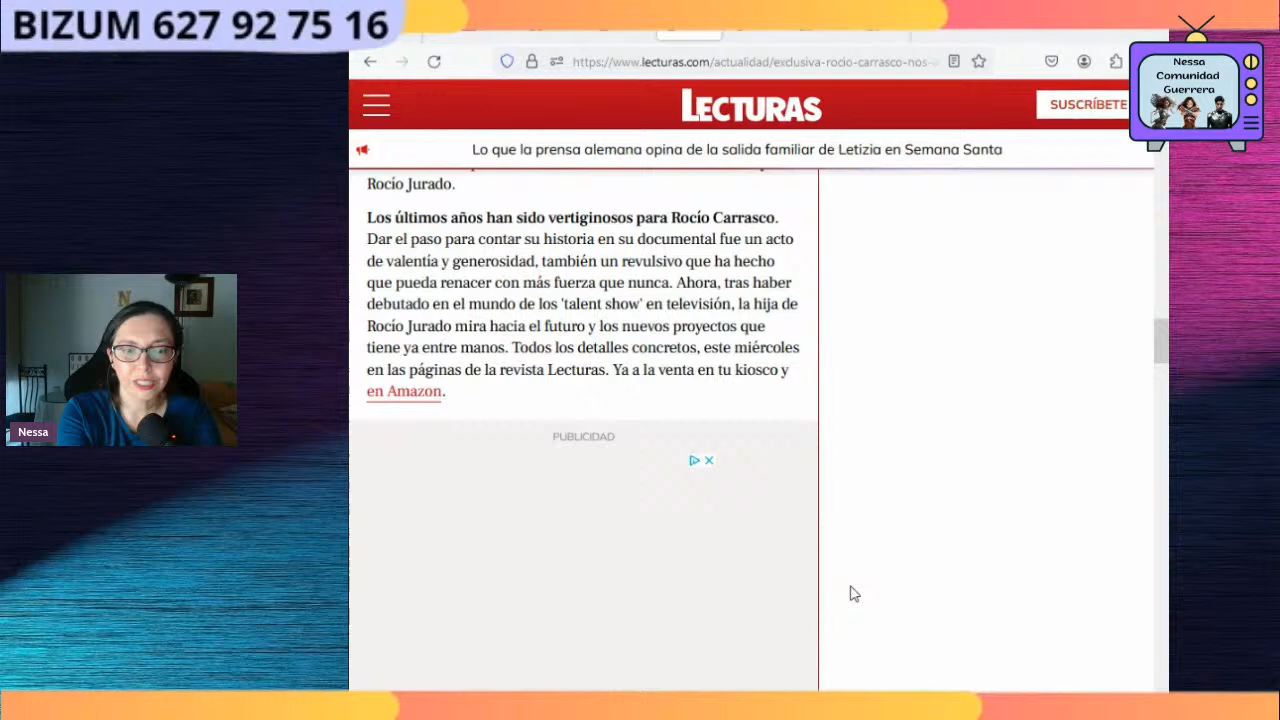 BIZUM 627 92 75 16
https://www.lecturas.com/actualidad/exclusiva-rocio-carrasco-nos-
Nessa
Comunidad
Guerrera
LECTURAS
SUSCRÍBETE
Lo que la prensa alemana opina de la salida familiar de Letizia en Semana Santa
Rocío Jurado.
Los últimos años han sido vertiginosos para Rocío Carrasco.
Dar el paso para contar su historia en su documental fue un acto
de valentía y generosidad, también un revulsivo que ha hecho
que pueda renacer con más fuerza que nunca. Ahora, tras haber
debutado en el mundo de los 'talent show' en televisión, la hija de
Rocío Jurado mira hacia el futuro y los nuevos proyectos que
tiene ya entre manos. Todos los detalles concretos, este miércoles
en las páginas de la revista Lecturas. Ya a la venta en tu kiosco y
en Amazon.
PUBLICIDAD
N
Nessa